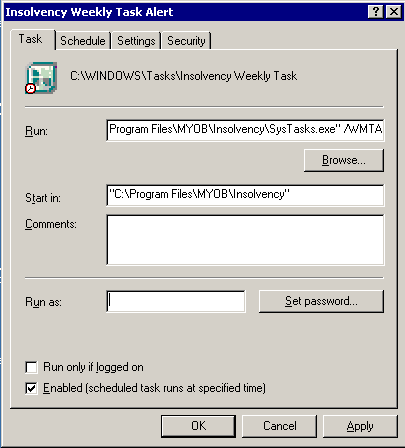 Insolvency Weekly Task Alert
Task Schedule Settings Security
C:\WINDOWS\Tasks\Insolvency Weekly Task
Run: Program Files\MYOB\Insolvency\SysTasks.exe" /WMTA
Browse...
Start in: "C:\Program Files\MYOB\Insolvency"
Comments:
Run as: Set password...
Run only if logged on
Enabled (scheduled task runs at specified time)
OK Cancel Apply